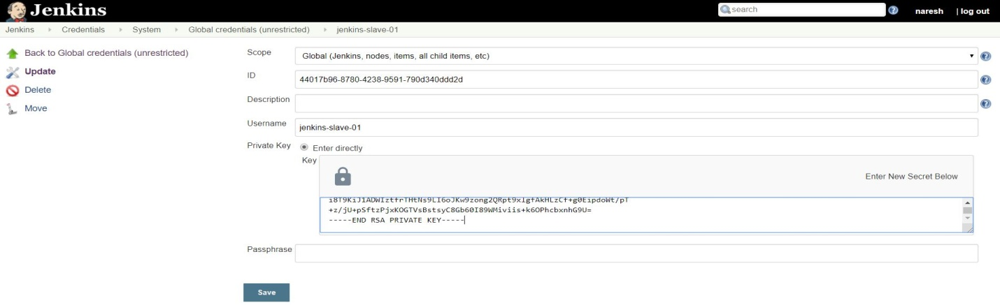 Jenkins
search
naresh | log out
Jenkins Credentials System Global credentials (unrestricted) jenkins-slave-01
Back to Global credentials (unrestricted)
Update
Delete
Move
Scope Global (Jenkins, nodes, items, all child items, etc)
ID 44017b96-8780-4238-9591-790d340ddd2d
Description
Username jenkins-slave-01
Private Key Enter directly
Key
Enter New Secret Below
+z/jU+pSftzPjxKOGTVsBstsyC8Gb60I89WMiviis+k6OPhcbxnhG9U=
-----END RSA PRIVATE KEY-----
Passphrase
Save